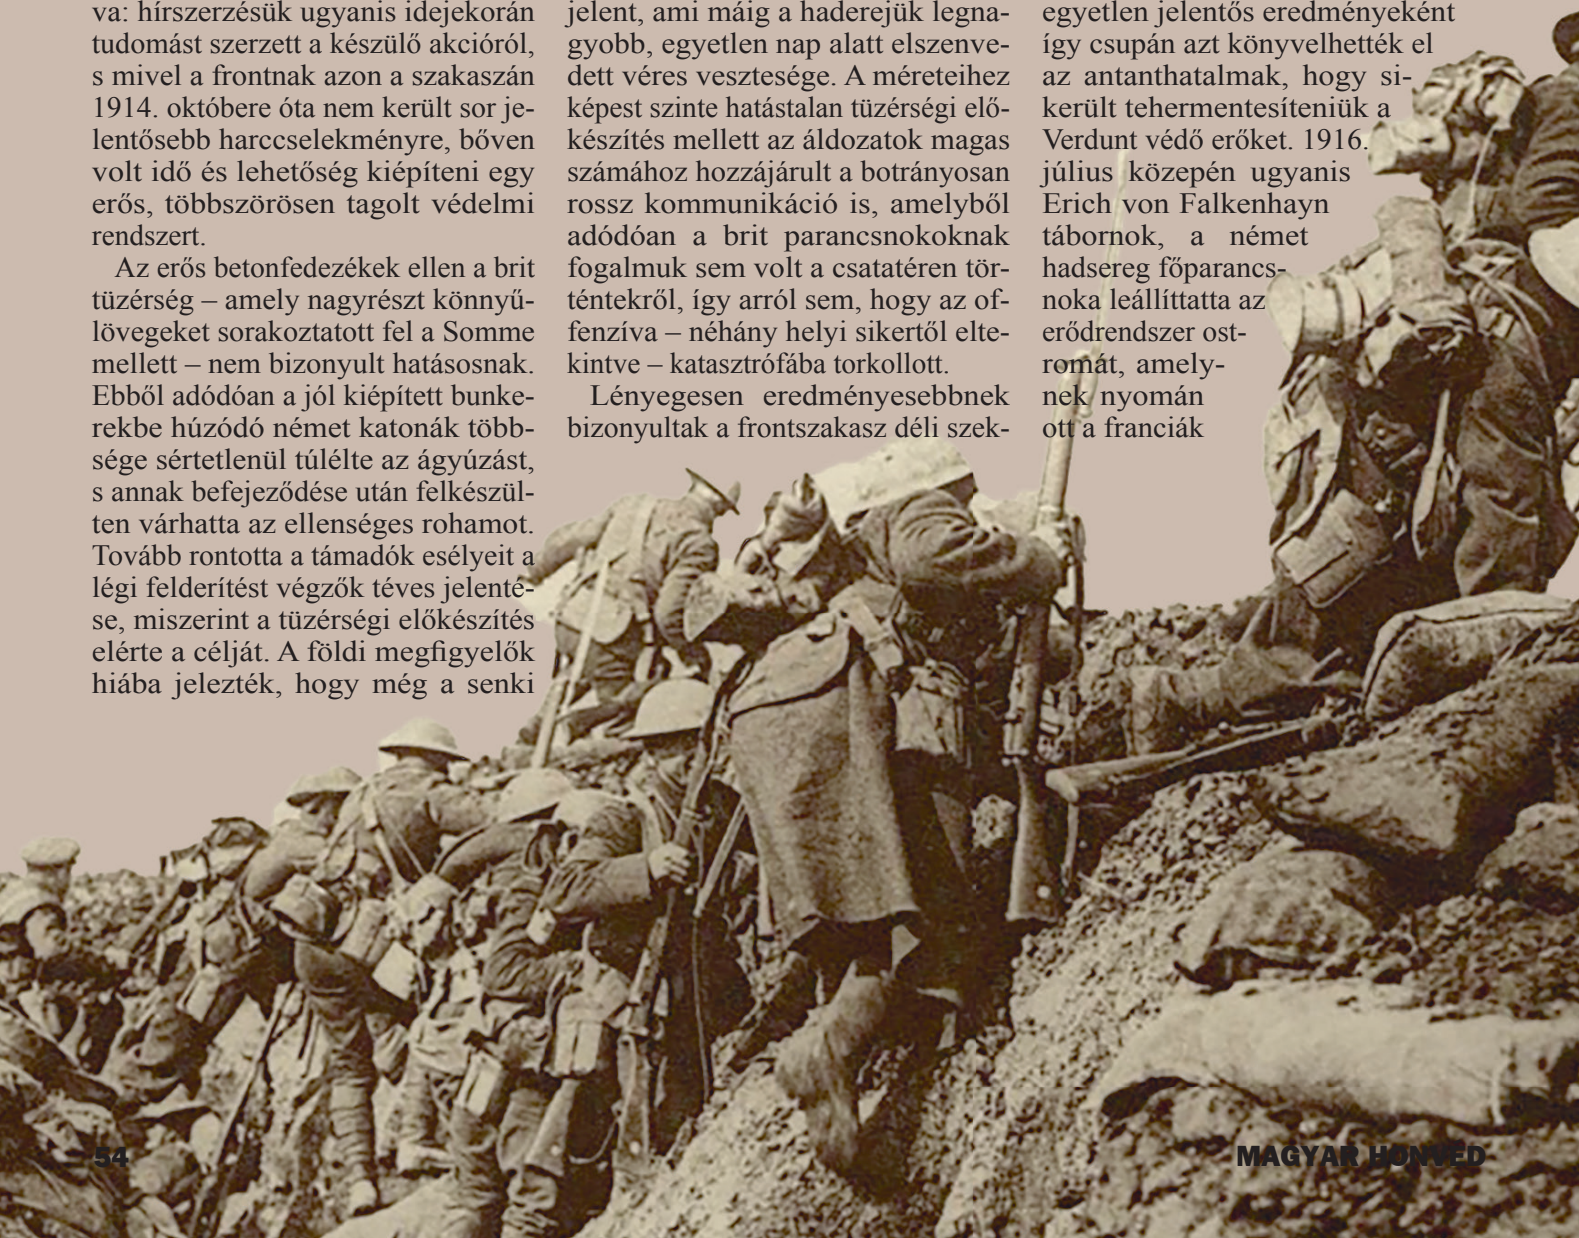 va: hírszerzésük ugyanis idejekorán
tudomást szerzett a készülő akcióról,
s mivel a frontnak azon a szakaszán
1914. októbere óta nem került sor je-
lentősebb harccselekményre, bőven
volt idő és lehetőség kiépíteni egy
erős, többszörösen tagolt védelmi
rendszert.
Az erős betonfedezékek ellen a brit
tüzérség – amely nagyrészt könnyű-
lövegeket sorakoztatott fel a Somme
mellett – nem bizonyult hatásosnak.
Ebből adódóan a jól kiépített bunke-
rekbe húzódó német katonák több-
sége sértetlenül túlélte az ágyúzást,
s annak befejeződése után felkészül-
ten várhatta az ellenséges rohamot.
Tovább rontotta a támadók esélyeit a
légi felderítést végzők téves jelenté-
se, miszerint a tüzérségi előkészítés
elérte a célját. A földi megfigyelők
hiába jelezték, hogy még a senki
jelent, ami máig a haderejük legna-
gyobb, egyetlen nap alatt elszenve-
dett véres vesztesége. A méreteihez
képest szinte hatástalan tüzérségi elő-
készítés mellett az áldozatok magas
számához hozzájárult a botrányosan
rossz kommunikáció is, amelyből
adódóan a brit parancsnokoknak
fogalmuk sem volt a csatatéren tör-
téntekről, így arról sem, hogy az of-
fenzíva – néhány helyi sikertől elte-
kintve – katasztrófába torkollott.
Lényegesen eredményesebbnek
bizonyultak a frontszakasz déli szek-
egyetlen jelentős eredményeként
így csupán azt könyvelhették el
az antanthatalmak, hogy si-
került tehermentesíteniük a
Verdunt védő erőket. 1916.
július közepén ugyanis
Erich von Falkenhayn
tábornok, a német
hadsereg főparancs-
noka leállíttatta az
erődrendszer ost-
romát, amely-
nek nyomán
ott a franciák
54
MAGYAR HONVÉD